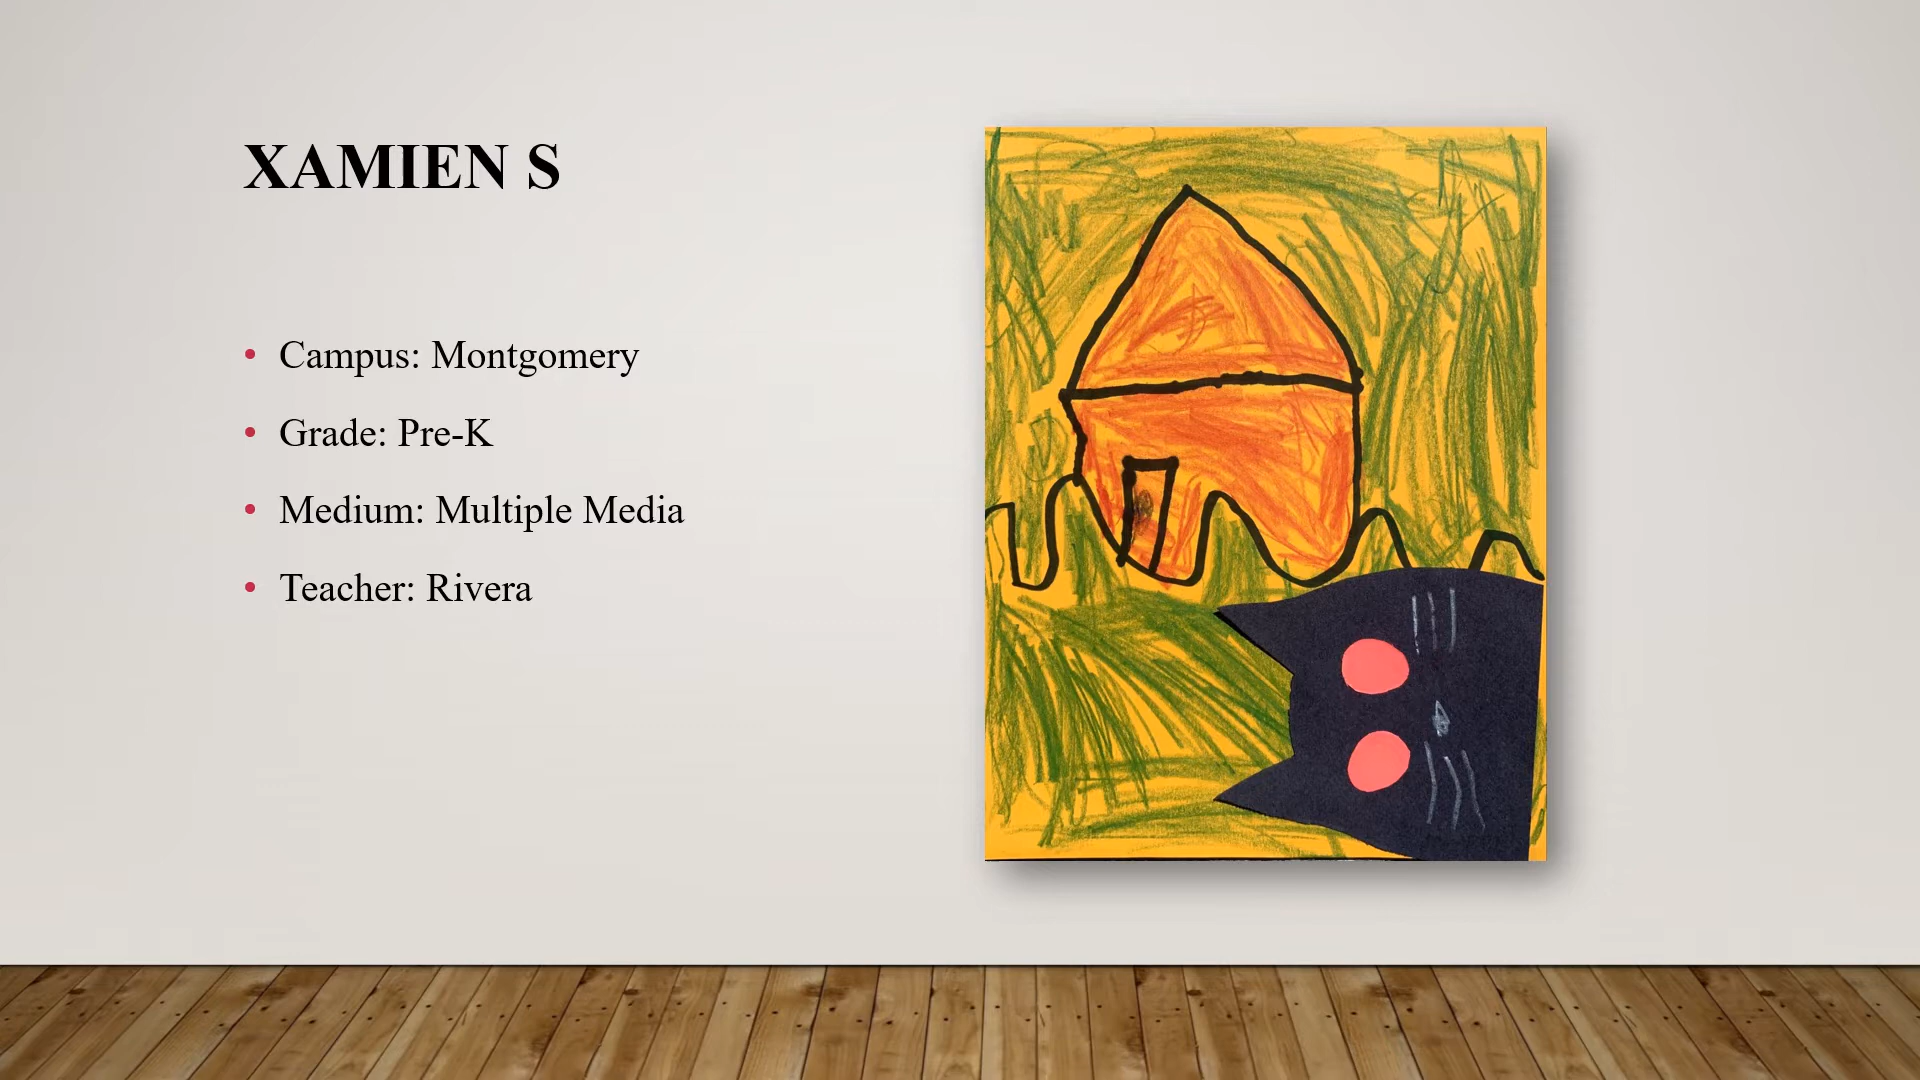 XAMIEN S
• Campus: Montgomery
• Grade: Pre-K
• Medium: Multiple Media
• Teacher: Rivera